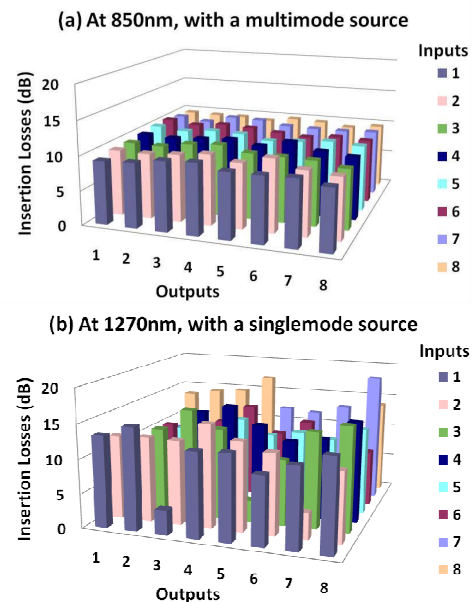 (a) At 850nm, with a multimode source
Inputs
1
2
3
4
5
6
7
8
Insertion Losses (dB)
20
15
10
5
0
1 2 3 4 5 6 7 8
Outputs
(b) At 1270nm, with a singlemode source
Inputs
1
2
3
4
5
6
7
8
Insertion Losses (dB)
20
15
10
5
0
1 2 3 4 5 6 7 8
Outputs